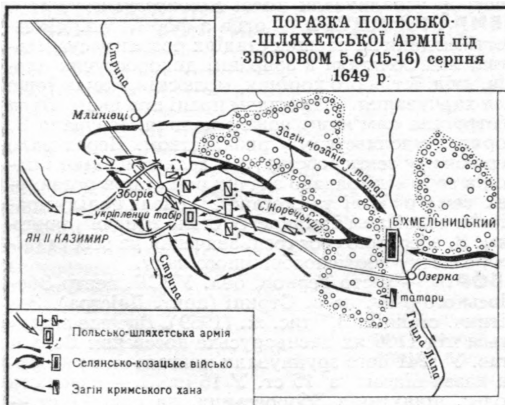 ПОРАЗКА ПОЛЬСЬКО-
-ШЛЯХЕТСЬКОЇ АРМІЇ під
ЗБОРОВОМ 5-6 (15-16) серпня
1649 р.
Стрипа
Млинівці
Загін козаків і татар
Зборів
укріплений табір
С.Корецький
Б.ХМЕЛЬНИЦЬКИЙ
ЯН II КАЗИМИР
Озерна
татари
Стрипа
Гнила Липа
Польсько-шляхетська армія
Селянсько-козацьке військо
Загін кримського хана